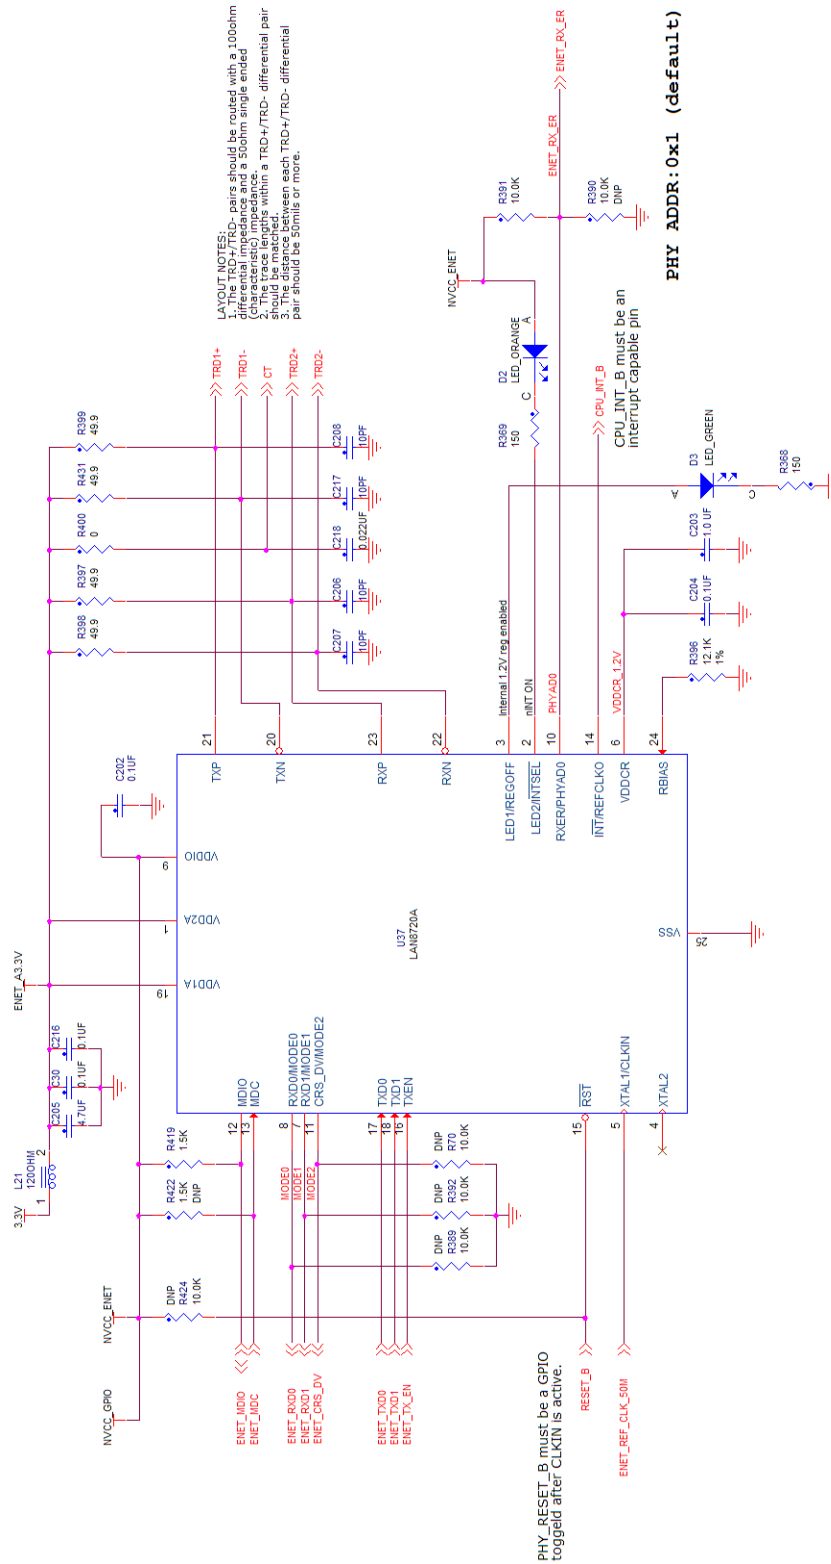 LAYOUT NOTES:
1. The TRD+/TRD- pairs should be routed with a 100ohm
differential impedance and a 50ohm single ended
(characteristic) impedance.
2. The trace lengths within a TRD+/TRD- differential pair
should be matched.
3. The distance between each TRD+/TRD- differential
pair should be 50mils or more.
3.3V
L21
120OHM
1
2
C205
4.7UF
C30
0.1UF
C216
0.1UF
ENET_A3.3V
R398
49.9
R397
49.9
R400
0
R431
49.9
R399
49.9
TRD1+
TRD1-
CT
TRD2+
TRD2-
C207
10PF
C206
10PF
C218
0.022UF
C217
10PF
C208
10PF
NVCC_GPIO
NVCC_ENET
DNP
R424
10.0K
R422
1.5K
DNP
R419
1.5K
C202
0.1UF
19
VDD1A
1
VDD2A
9
VDDIO
U37
LAN8720A
ENET_MDIO
12
MDIO
ENET_MDC
13
MDC
ENET_RXD0
MODE0
8
RXD0/MODE0
ENET_RXD1
MODE1
7
RXD1/MODE1
ENET_CRS_DV
MODE2
11
CRS_DV/MODE2
ENET_TXD0
17
TXD0
ENET_TXD1
18
TXD1
ENET_TX_EN
16
TXEN
DNP
R389
10.0K
DNP
R392
10.0K
DNP
R70
10.0K
PHY_RESET_B must be a GPIO
toggeld after CLKIN is active.
RESET_B
15
RST
ENET_REF_CLK_50M
5
XTAL1/CLKIN
4
XTAL2
25
VSS
TXP
21
TXN
20
RXP
23
RXN
22
LED1/REGOFF
3
Internal 1.2V reg enabled
LED2/INTSEL
2
nINT ON
RXER/PHYAD0
10
PHYAD0
INT/REFCLKO
14
VDDCR
6
VDDCR_1.2V
RBIAS
24
R369
150
C
D2
LED_ORANGE
A
NVCC_ENET
R391
10.0K
ENET_RX_ER
ENET_RX_ER
R390
10.0K
DNP
CPU_INT_B
CPU_INT_B must be an
interrupt capable pin
A
D3
LED_GREEN
C
R368
150
R396
12.1K
1%
C204
0.1UF
C203
1.0 UF
PHY ADDR:0x1 (default)